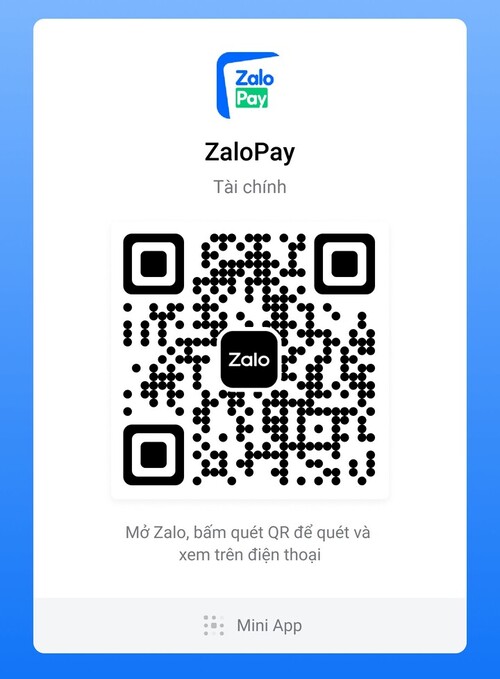 Zalo
Pay
ZaloPay
Tài chính
Zalo
Mở Zalo, bấm quét QR để quét và
xem trên điện thoại
Mini App